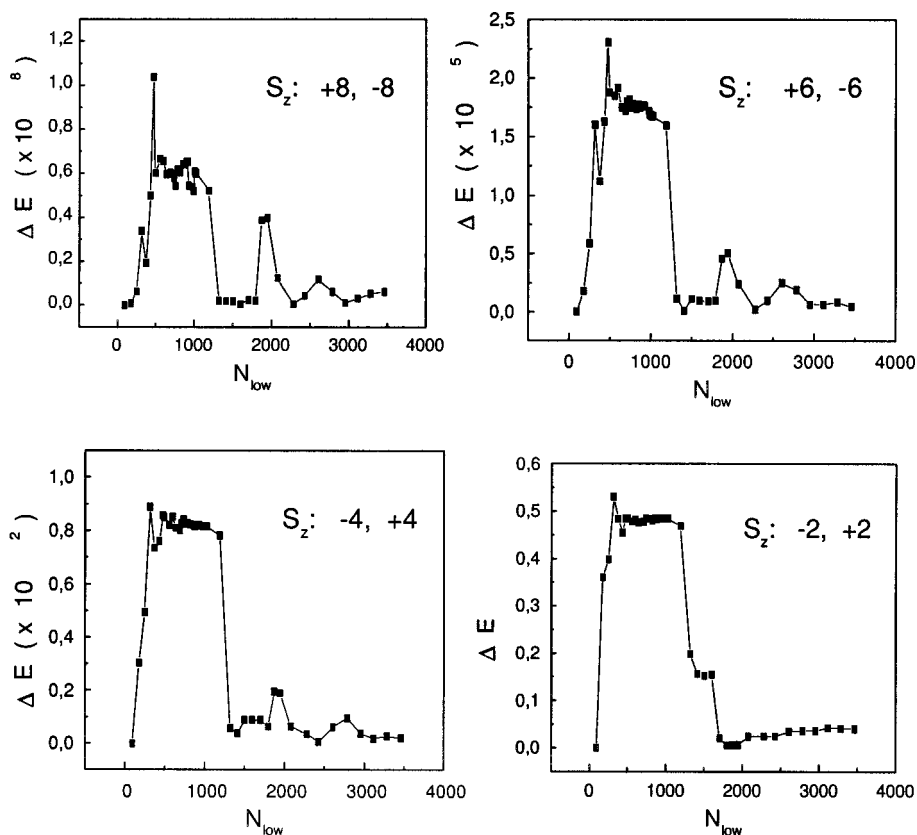 1,2
1,0
0,8
0,6
0,4
0,2
0,0
Δ E ( x 10 8 )
S_z: +8, -8
0 1000 2000 3000 4000
N_low
2,5
2,0
1,5
1,0
0,5
0,0
Δ E ( x 10 5 )
S_z: +6, -6
0 1000 2000 3000 4000
N_low
1,0
0,8
0,6
0,4
0,2
0,0
Δ E ( x 10 2 )
S_z: -4, +4
0 1000 2000 3000 4000
N_low
0,6
0,5
0,4
0,3
0,2
0,1
0,0
Δ E
S_z: -2, +2
0 1000 2000 3000 4000
N_low